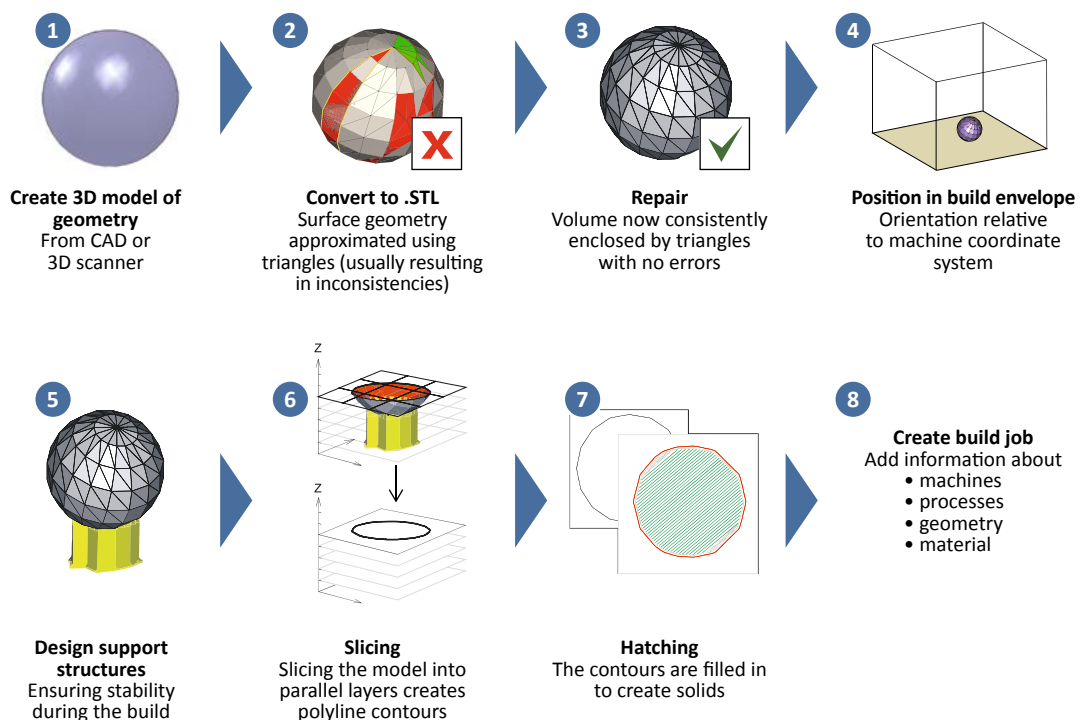 1
Create 3D model of
geometry
From CAD or
3D scanner
2
Convert to .STL
Surface geometry
approximated using
triangles (usually resulting
in inconsistencies)
3
Repair
Volume now consistently
enclosed by triangles
with no errors
4
Position in build envelope
Orientation relative
to machine coordinate
system
5
Design support
structures
Ensuring stability
during the build
6
Z
Z
Slicing
Slicing the model into
parallel layers creates
polyline contours
7
Hatching
The contours are filled in
to create solids
8
Create build job
Add information about
• machines
• processes
• geometry
• material